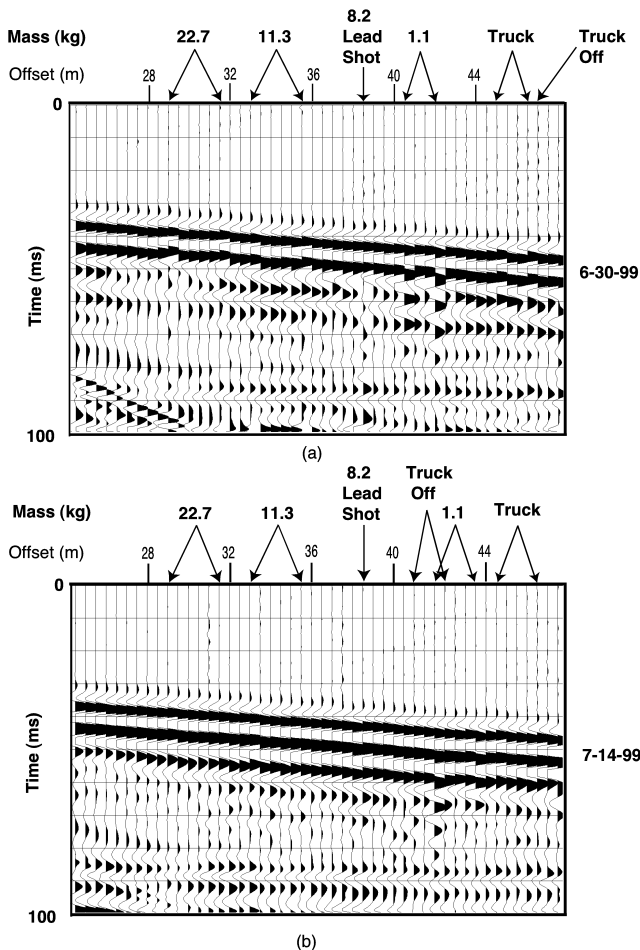 8.2
Lead
Shot
Mass (kg) 22.7 11.3 1.1 Truck Truck
Off
Offset (m) 28 32 36 40 44
0
Time (ms)
6-30-99
100
(a)
8.2
Lead
Shot
Truck
Off
Mass (kg) 22.7 11.3 1.1 Truck
Offset (m) 28 32 36 40 44
0
Time (ms)
7-14-99
100
(b)